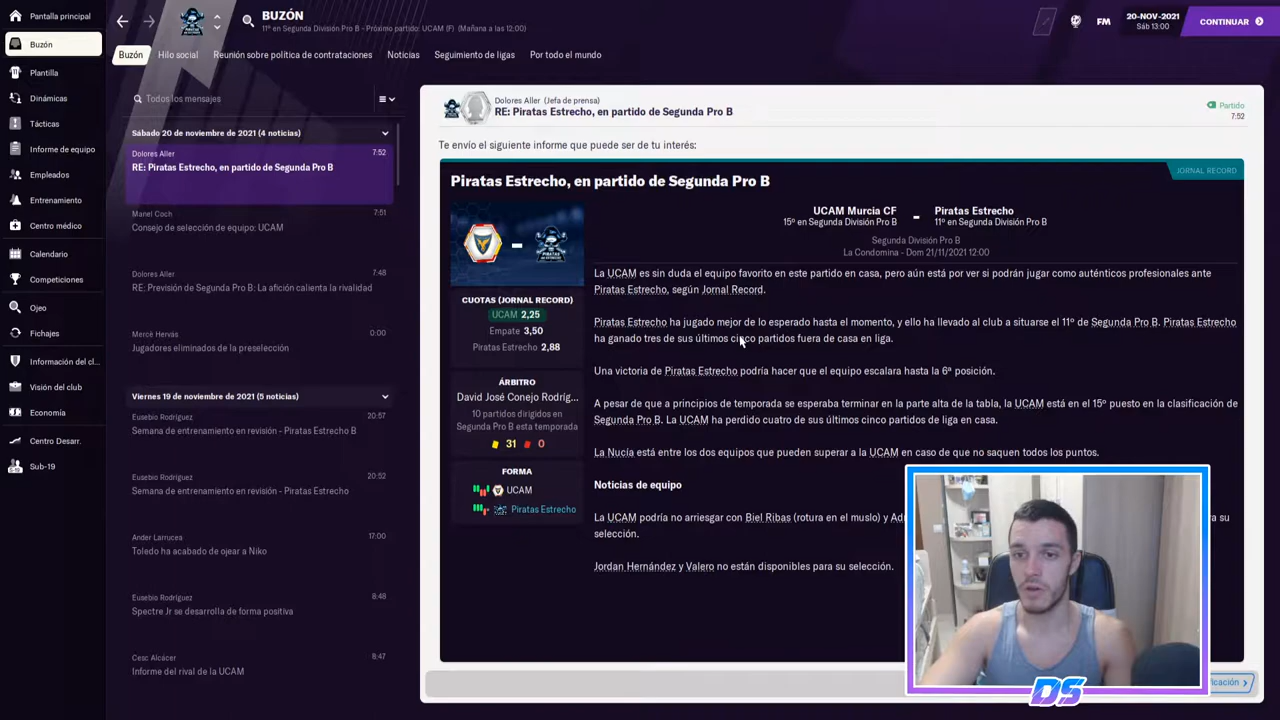 Pantalla principal
Buzón
Plantilla
Dinámicas
Tácticas
Informe de equipo
Empleados
Entrenamiento
Centro médico
Calendario
Competiciones
Ojeo
Fichajes
Información del cl...
Visión del club
Economía
Centro Desarr.
Sub-19
BUZÓN
11º en Segunda División Pro B - Próximo partido: UCAM (F) (Mañana a las 12:00)
FM
20-NOV-2021
Sáb 13:00
CONTINUAR
Buzón
Hilo social
Reunión sobre política de contrataciones
Noticias
Seguimiento de ligas
Por todo el mundo
Todos los mensajes
Sábado 20 de noviembre de 2021 (4 noticias)
Dolores Aller 7:52
RE: Piratas Estrecho, en partido de Segunda Pro B
Manel Coch 7:51
Consejo de selección de equipo: UCAM
Dolores Aller 7:48
RE: Previsión de Segunda Pro B: La afición calienta la rivalidad
Mercè Hervás 0:00
Jugadores eliminados de la preselección
Viernes 19 de noviembre de 2021 (5 noticias)
Eusebio Rodríguez 20:57
Semana de entrenamiento en revisión - Piratas Estrecho B
Eusebio Rodríguez 20:52
Semana de entrenamiento en revisión - Piratas Estrecho
Ander Larrucea 17:00
Toledo ha acabado de ojear a Niko
Eusebio Rodríguez 8:48
Spectre Jr se desarrolla de forma positiva
Cesc Alcácer 8:47
Informe del rival de la UCAM
Dolores Aller (Jefa de prensa)
RE: Piratas Estrecho, en partido de Segunda Pro B
Partido
7:52
Te envío el siguiente informe que puede ser de tu interés:
JORNAL RECORD
Piratas Estrecho, en partido de Segunda Pro B
UCAM Murcia CF - Piratas Estrecho
15º en Segunda División Pro B 11º en Segunda División Pro B
Segunda División Pro B
La Condomina - Dom 21/11/2021 12:00
CUOTAS (JORNAL RECORD)
UCAM 2,25
Empate 3,50
Piratas Estrecho 2,88
ÁRBITRO
David José Conejo Rodríg...
10 partidos dirigidos en
Segunda Pro B esta temporada
31 0
FORMA
UCAM
Piratas Estrecho
La UCAM es sin duda el equipo favorito en este partido en casa, pero aún está por ver si podrán jugar como auténticos profesionales ante
Piratas Estrecho, según Jornal Record.
Piratas Estrecho ha jugado mejor de lo esperado hasta el momento, y ello ha llevado al club a situarse el 11º de Segunda Pro B. Piratas Estrecho
ha ganado tres de sus últimos cinco partidos fuera de casa en liga.
Una victoria de Piratas Estrecho podría hacer que el equipo escalara hasta la 6ª posición.
A pesar de que a principios de temporada se esperaba terminar en la parte alta de la tabla, la UCAM está en el 15º puesto en la clasificación de
Segunda Pro B. La UCAM ha perdido cuatro de sus últimos cinco partidos de liga en casa.
La Nucía está entre los dos equipos que pueden superar a la UCAM en caso de que no saquen todos los puntos.
Noticias de equipo
La UCAM podría no arriesgar con Biel Ribas (rotura en el muslo) y Ad
ra su
selección.
Jordan Hernández y Valero no están disponibles para su selección.
ficación
DS